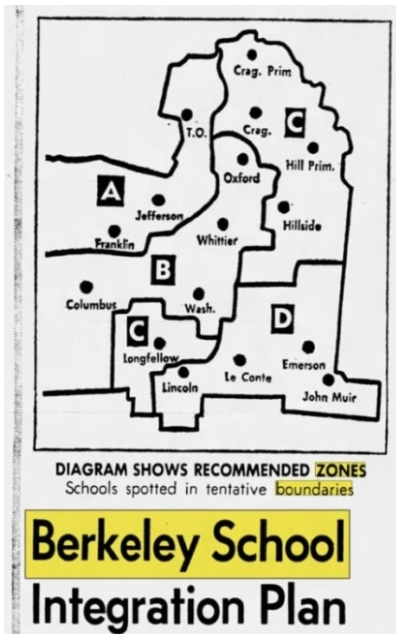 Crag. Prim
T.O.
Crag.
C
Hill Prim.
Oxford
A
Jefferson
Hillside
Franklin
Whittier
B
Columbus
Wash.
C
D
Longfellow
Emerson
Le Conte
Lincoln
John Muir
DIAGRAM SHOWS RECOMMENDED ZONES
Schools spotted in tentative boundaries
Berkeley School
Integration Plan